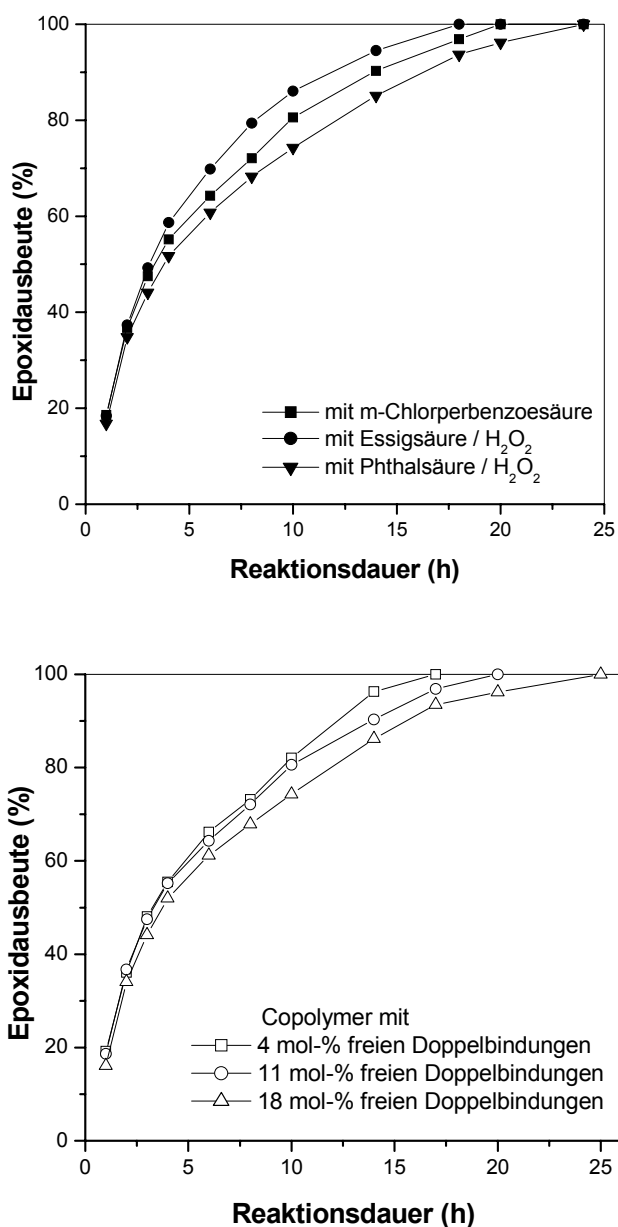 100
80
60
40
20
0
Epoxidausbeute (%)
mit m-Chlorperbenzoesäure
mit Essigsäure / H₂O₂
mit Phthalsäure / H₂O₂
0 5 10 15 20 25
Reaktionsdauer (h)
100
80
60
40
20
0
Epoxidausbeute (%)
Copolymer mit
4 mol-% freien Doppelbindungen
11 mol-% freien Doppelbindungen
18 mol-% freien Doppelbindungen
0 5 10 15 20 25
Reaktionsdauer (h)